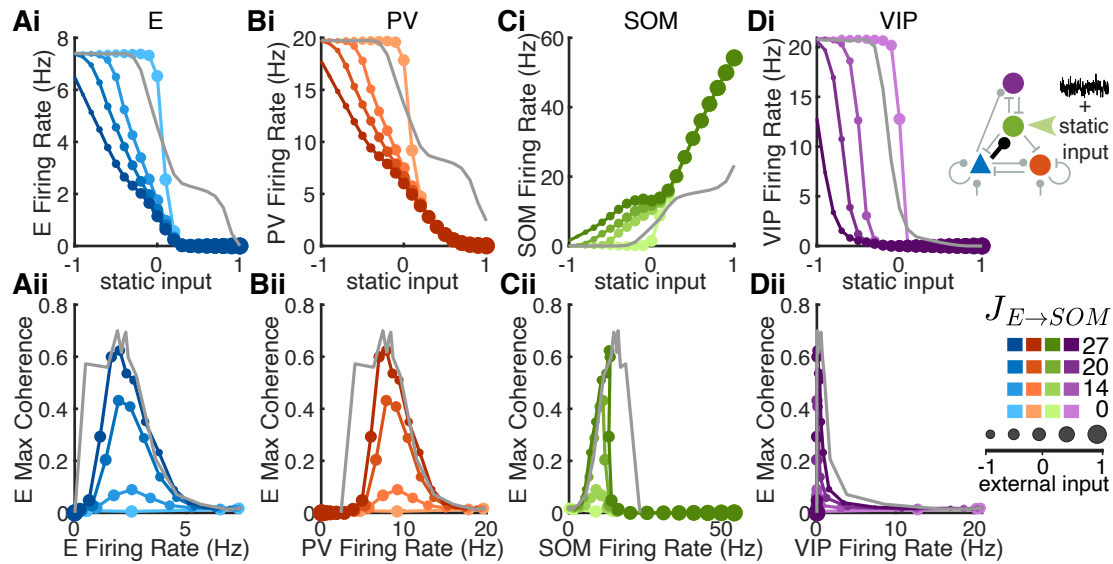 Ai E Bi PV Ci SOM Di VIP
E Firing Rate (Hz)
8
6
4
2
0
-1 0 1
static input
PV Firing Rate (Hz)
20
15
10
5
0
-1 0 1
static input
SOM Firing Rate (Hz)
60
40
20
0
-1 0 1
static input
VIP Firing Rate (Hz)
20
15
10
5
0
-1 0 1
static input
+
static
input
Aii Bii Cii Dii
E Max Coherence
0.8
0.6
0.4
0.2
0
0 5
E Firing Rate (Hz)
E Max Coherence
0.8
0.6
0.4
0.2
0
0 10 20
PV Firing Rate (Hz)
E Max Coherence
0.8
0.6
0.4
0.2
0
0 50
SOM Firing Rate (Hz)
E Max Coherence
0.8
0.6
0.4
0.2
0
0 10 20
VIP Firing Rate (Hz)
J E→SOM
27
20
14
0
-1 0 1
external input